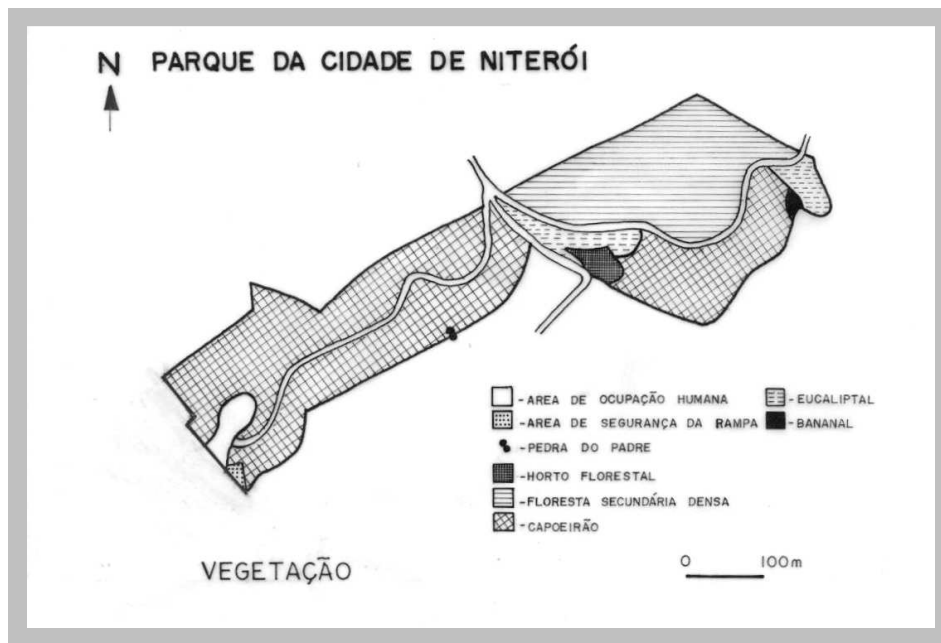 N PARQUE DA CIDADE DE NITERÓI
- AREA DE OCUPAÇÃO HUMANA
- AREA DE SEGURANÇA DA RAMPA
- PEDRA DO PADRE
- HORTO FLORESTAL
- FLORESTA SECUNDÁRIA DENSA
- CAPOEIRÃO
- EUCALIPTAL
- BANANAL
VEGETAÇÃO
0 100m